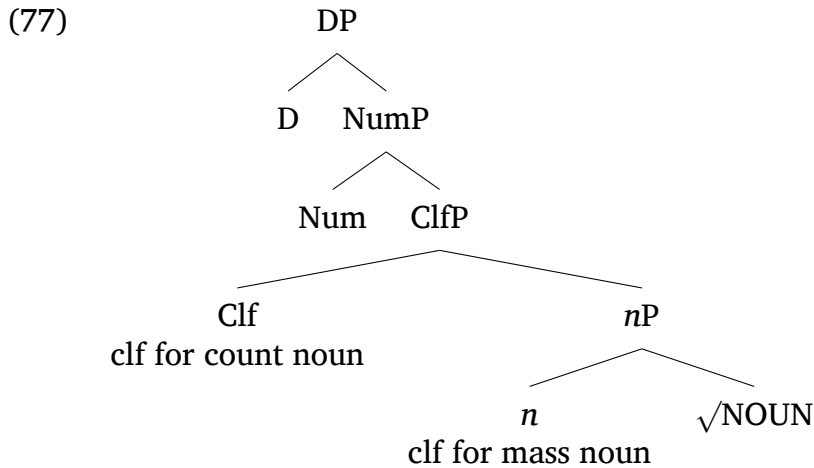 (77) DP
D NumP
Num ClfP
Clf nP
clf for count noun
n √NOUN
clf for mass noun